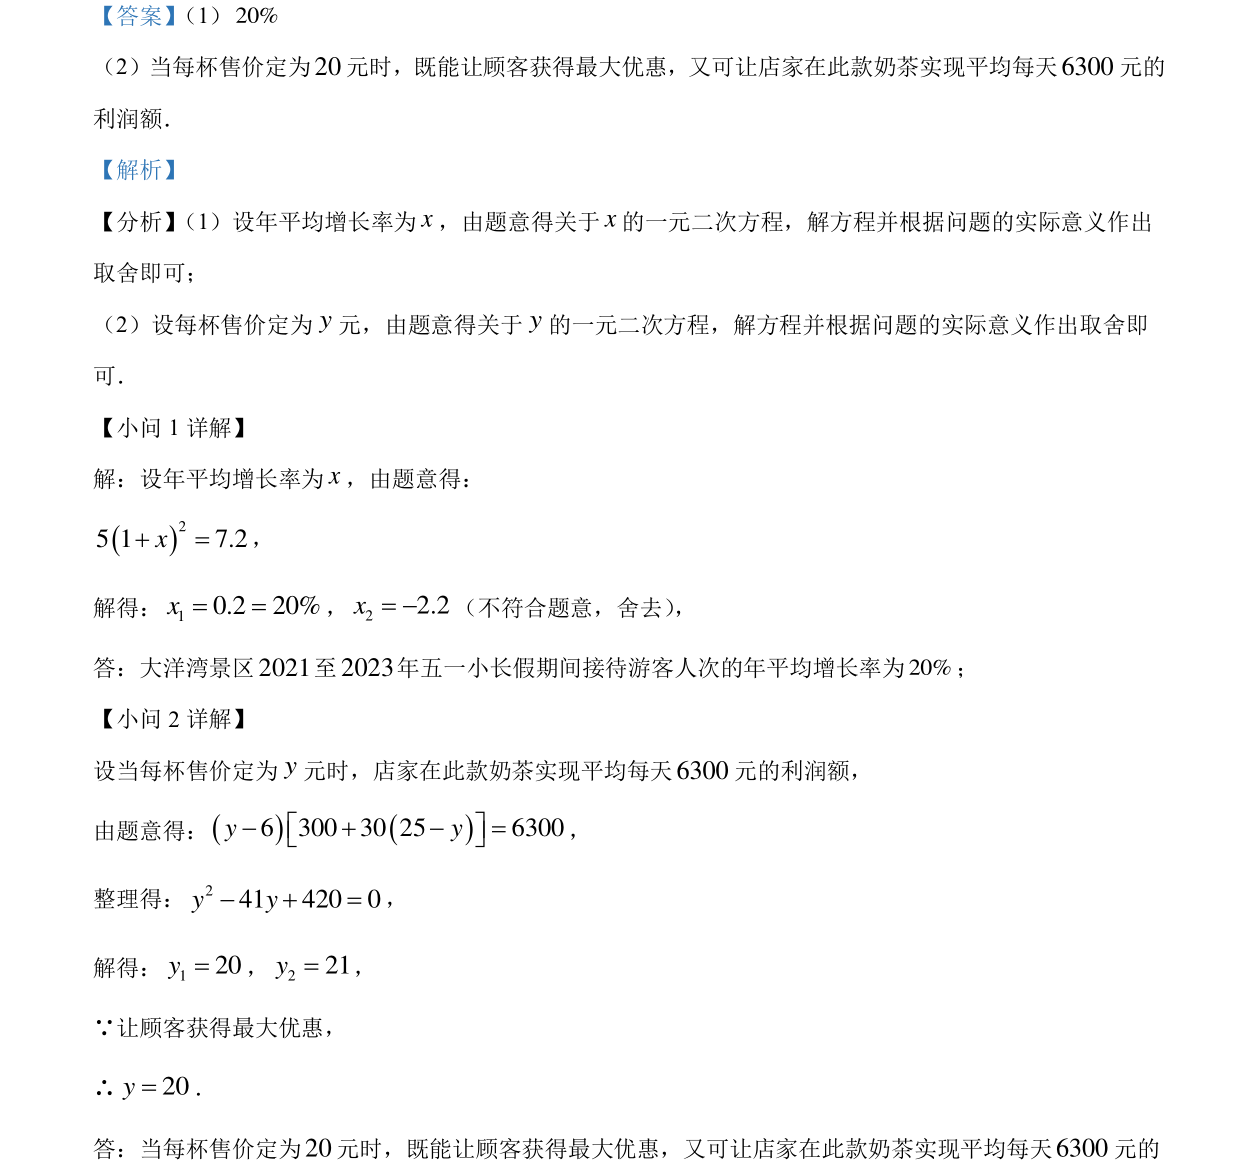 【答案】（1）20%
（2）当每杯售价定为20元时，既能让顾客获得最大优惠，又可让店家在此款奶茶实现平均每天6300元的
利润额．
【解析】
【分析】（1）设年平均增长率为x，由题意得关于x的一元二次方程，解方程并根据问题的实际意义作出
取舍即可；
（2）设每杯售价定为y元，由题意得关于y的一元二次方程，解方程并根据问题的实际意义作出取舍即
可．
【小问1详解】
解：设年平均增长率为x，由题意得：
5(1+x)²=7.2，
解得：x₁=0.2=20%，x₂=−2.2（不符合题意，舍去），
答：大洋湾景区2021至2023年五一小长假期间接待游客人次的年平均增长率为20%；
【小问2详解】
设当每杯售价定为y元时，店家在此款奶茶实现平均每天6300元的利润额，
由题意得：(y−6)[300+30(25−y)]=6300，
整理得：y²−41y+420=0，
解得：y₁=20，y₂=21，
∵让顾客获得最大优惠，
∴y=20．
答：当每杯售价定为20元时，既能让顾客获得最大优惠，又可让店家在此款奶茶实现平均每天6300元的